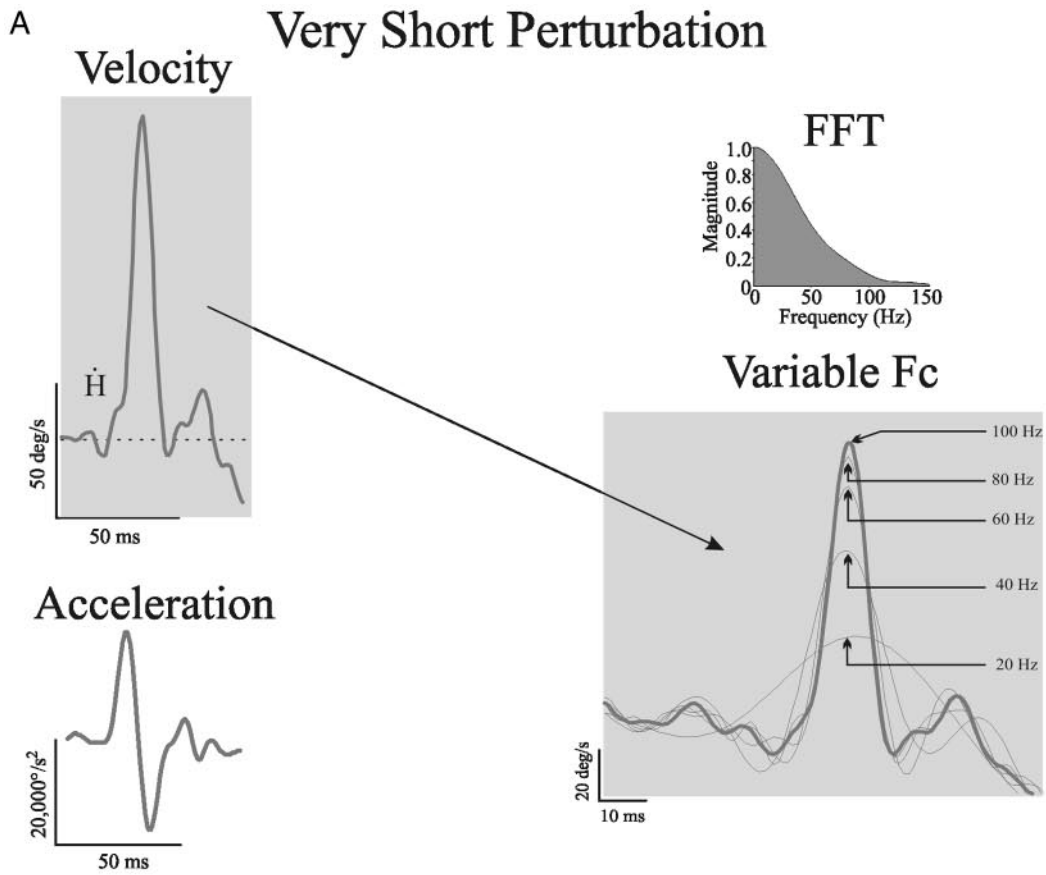 A
Very Short Perturbation
Velocity
Ḣ
50 deg/s
50 ms
FFT
Magnitude
1.0
0.8
0.6
0.4
0.2
0
0 50 100 150
Frequency (Hz)
Variable Fc
100 Hz
80 Hz
60 Hz
40 Hz
20 Hz
20 deg/s
10 ms
Acceleration
20,000°/s²
50 ms